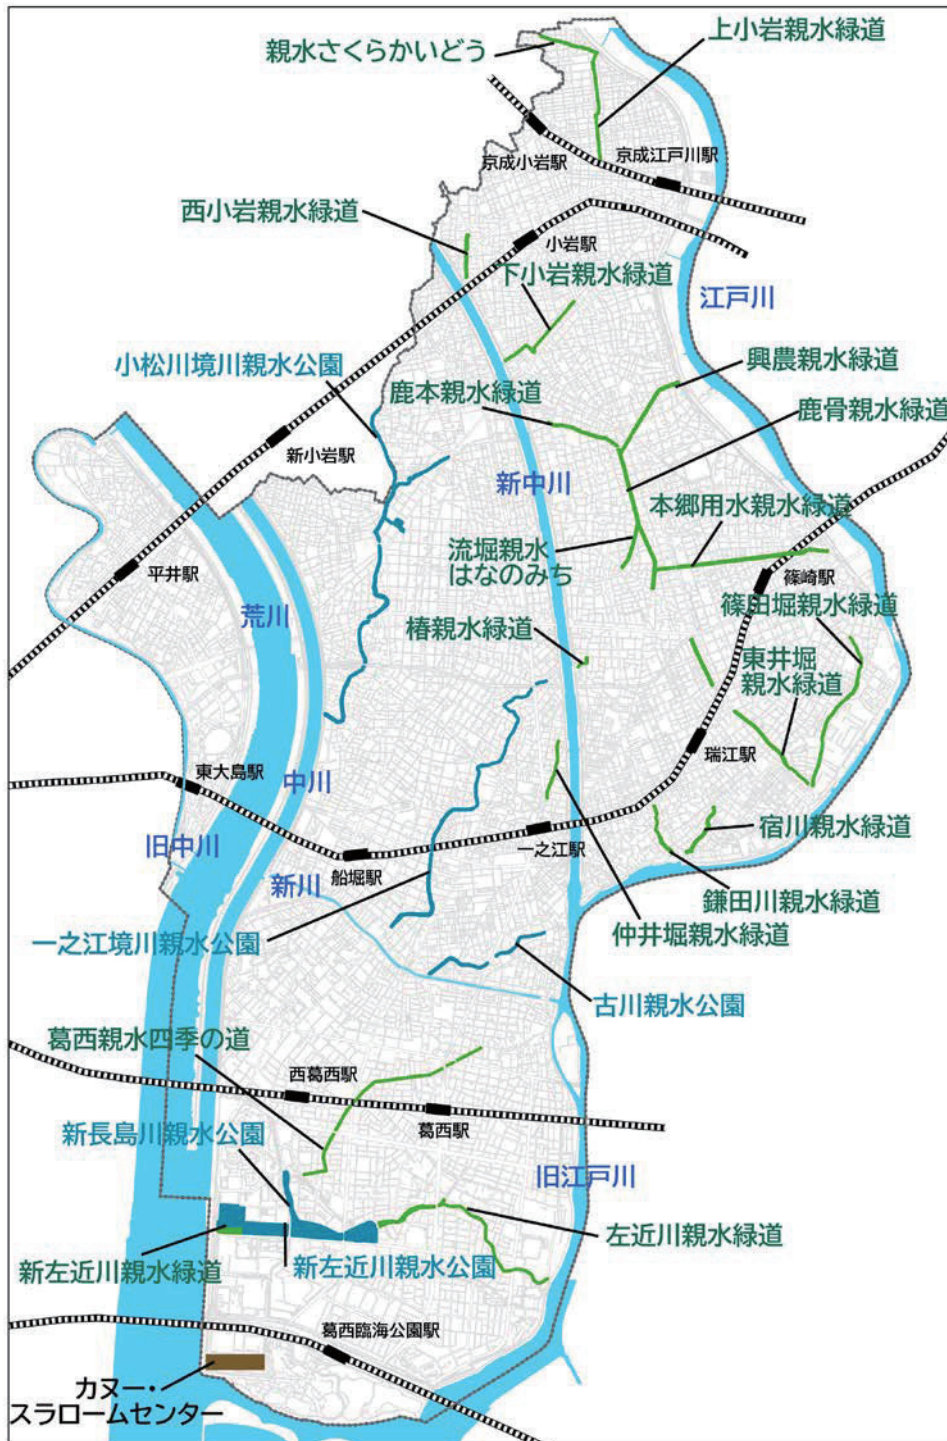 上小岩親水緑道
親水さくらかいどう
京成小岩駅
京成江戸川駅
西小岩親水緑道
小岩駅
下小岩親水緑道
江戸川
小松川境川親水公園
興農親水緑道
鹿本親水緑道
鹿骨親水緑道
新小岩駅
新中川
本郷用水親水緑道
流堀親水
はなのみち
平井駅
篠崎駅
荒川
篠田堀親水緑道
椿親水緑道
東井堀
親水緑道
瑞江駅
東大島駅
中川
宿川親水緑道
旧中川
一之江駅
船堀駅
新川
鎌田川親水緑道
仲井堀親水緑道
一之江境川親水公園
古川親水公園
葛西親水四季の道
西葛西駅
葛西駅
新長島川親水公園
旧江戸川
左近川親水緑道
新左近川親水公園
新左近川親水緑道
葛西臨海公園駅
カヌー・
スラロームセンター